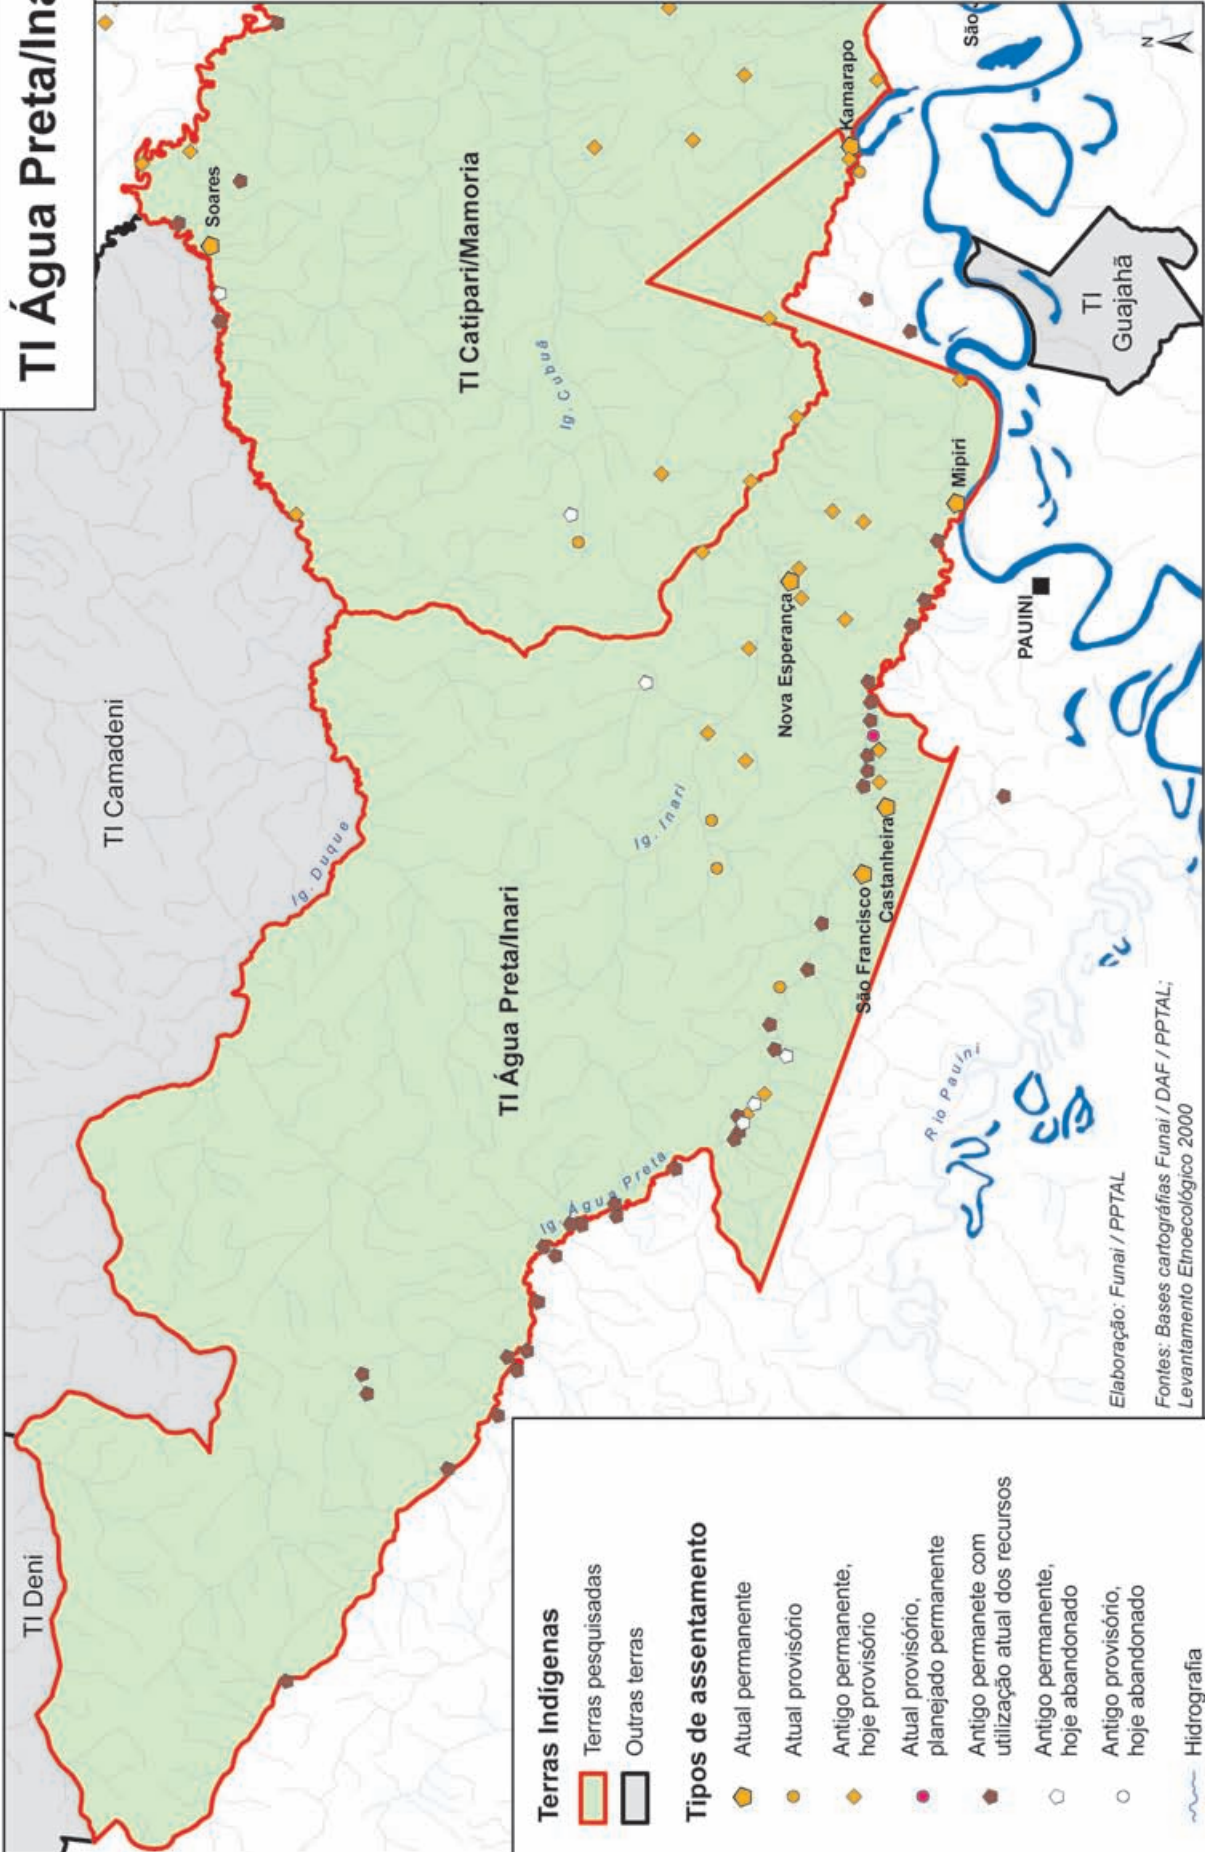 TI Água Preta/Ina
TI Deni
TI Camadeni
Ig. Duque
Soares
TI Catipari/Mamoria
Ig. Cubuã
TI Água Preta/Inari
Ig. Inari
Ig. Água Preta
Nova Esperança
Kamarapo
São Francisco
Castanheira
Mipiri
São
N
TI
Guajahã
PAUINI
Rio Pauini
Terras Indígenas
Terras pesquisadas
Outras terras
Tipos de assentamento
Atual permanente
Atual provisório
Antigo permanente,
hoje provisório
Atual provisório,
planejado permanente
Antigo permanete com
utilização atual dos recursos
Antigo permanente,
hoje abandonado
Antigo provisório,
hoje abandonado
Hidrografia
Elaboração: Funai / PPTAL
Fontes: Bases cartográfias Funai / DAF / PPTAL;
Levantamento Etnoecológico 2000